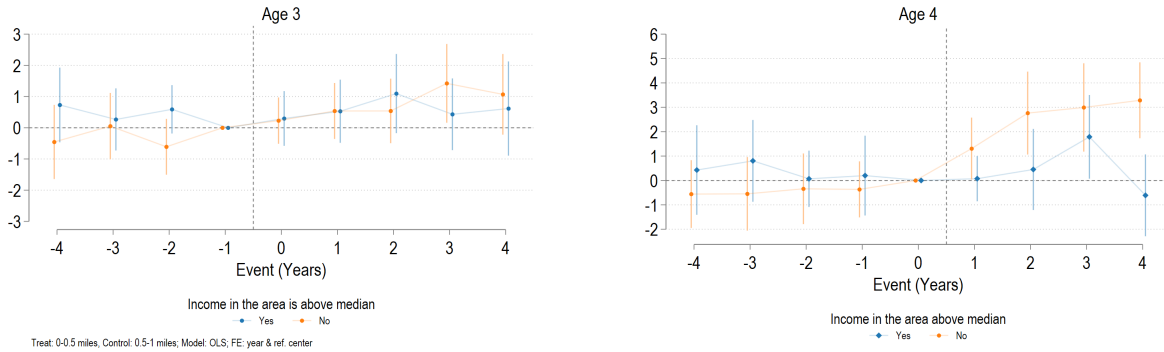 Age 3
3
2
1
0
-1
-2
-3
-4 -3 -2 -1 0 1 2 3 4
Event (Years)
Income in the area is above median
Yes No
Treat: 0-0.5 miles, Control: 0.5-1 miles; Model: OLS; FE: year & ref. center
Age 4
6
5
4
3
2
1
0
-1
-2
-4 -3 -2 -1 0 1 2 3 4
Event (Years)
Income in the area above median
Yes No